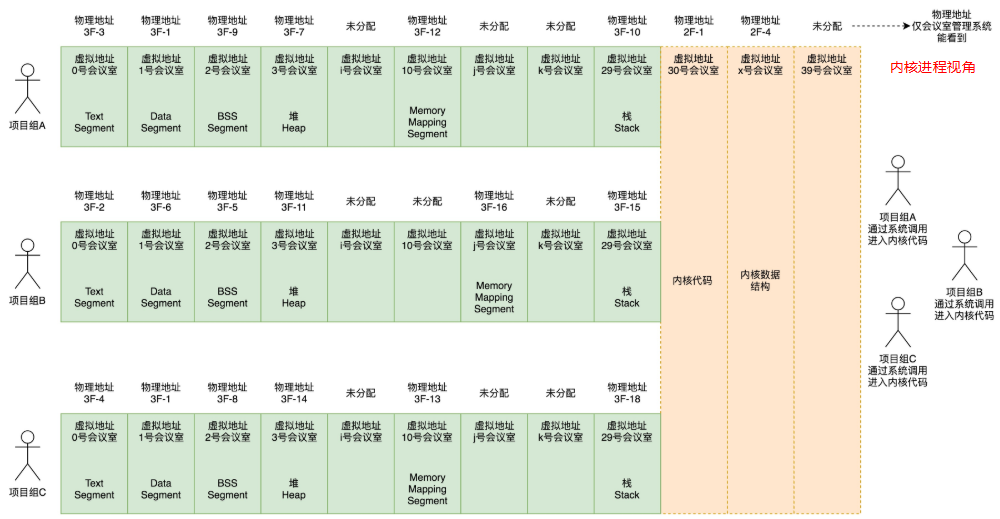 物理地址
3F-3
物理地址
3F-1
物理地址
3F-9
物理地址
3F-7
未分配
物理地址
3F-12
未分配
未分配
物理地址
3F-10
物理地址
2F-1
物理地址
2F-4
未分配
物理地址
仅会议室管理系统
能看到
虚拟地址
0号会议室
虚拟地址
1号会议室
虚拟地址
2号会议室
虚拟地址
3号会议室
虚拟地址
i号会议室
虚拟地址
10号会议室
虚拟地址
j号会议室
虚拟地址
k号会议室
虚拟地址
29号会议室
虚拟地址
30号会议室
虚拟地址
x号会议室
虚拟地址
39号会议室
内核进程视角
项目组A
Text
Segment
Data
Segment
BSS
Segment
堆
Heap
Memory
Mapping
Segment
栈
Stack
物理地址
3F-2
物理地址
3F-6
物理地址
3F-5
物理地址
3F-11
未分配
未分配
物理地址
3F-16
未分配
物理地址
3F-15
虚拟地址
0号会议室
虚拟地址
1号会议室
虚拟地址
2号会议室
虚拟地址
3号会议室
虚拟地址
i号会议室
虚拟地址
10号会议室
虚拟地址
j号会议室
虚拟地址
k号会议室
虚拟地址
29号会议室
项目组A
通过系统调用
进入内核代码
项目组B
Text
Segment
Data
Segment
BSS
Segment
堆
Heap
Memory
Mapping
Segment
栈
Stack
内核代码
内核数据
结构
项目组B
通过系统调用
进入内核代码
项目组C
通过系统调用
进入内核代码
物理地址
3F-4
物理地址
3F-1
物理地址
3F-8
物理地址
3F-14
未分配
物理地址
3F-13
未分配
未分配
物理地址
3F-18
虚拟地址
0号会议室
虚拟地址
1号会议室
虚拟地址
2号会议室
虚拟地址
3号会议室
虚拟地址
i号会议室
虚拟地址
10号会议室
虚拟地址
j号会议室
虚拟地址
k号会议室
虚拟地址
29号会议室
项目组C
Text
Segment
Data
Segment
BSS
Segment
堆
Heap
Memory
Mapping
Segment
栈
Stack